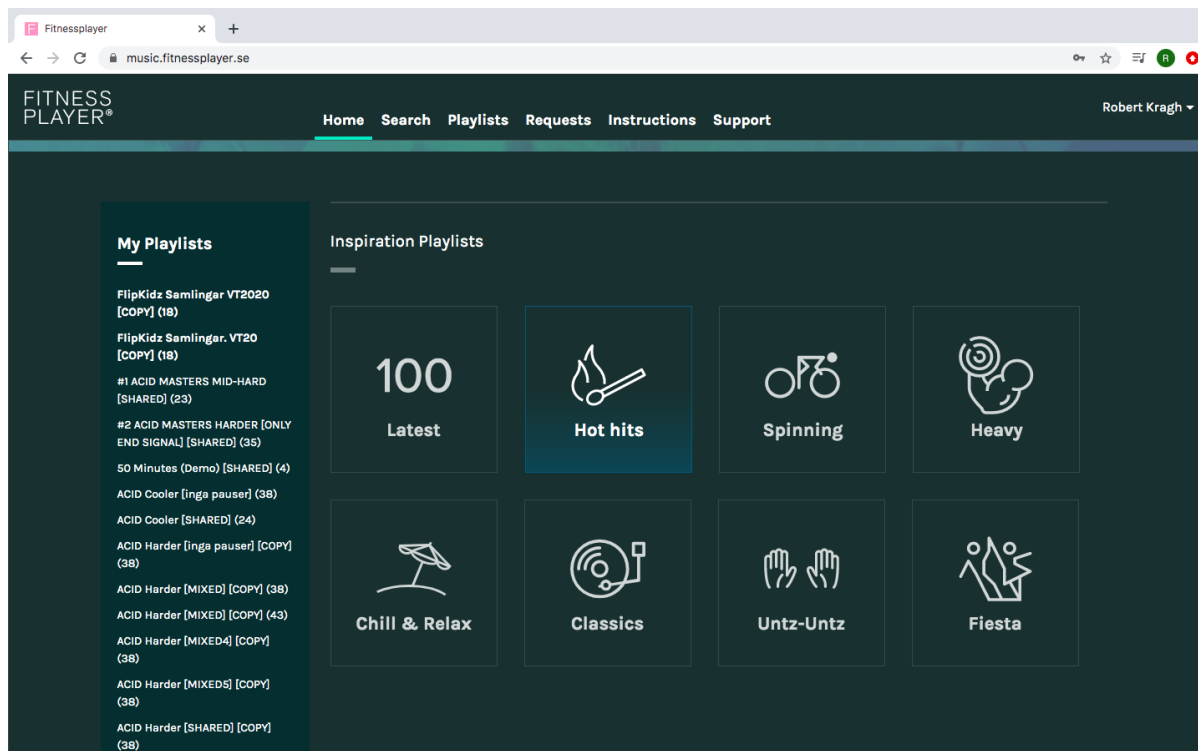 Fitnessplayer
music.fitnessplayer.se
R
FITNESS
PLAYER®
Home Search Playlists Requests Instructions Support
Robert Kragh
My Playlists
FlipKidz Samlingar VT2020
[COPY] (18)
FlipKidz Samlingar. VT20
[COPY] (18)
#1 ACID MASTERS MID-HARD
[SHARED] (23)
#2 ACID MASTERS HARDER [ONLY
END SIGNAL] [SHARED] (35)
50 Minutes (Demo) [SHARED] (4)
ACID Cooler [inga pauser] (38)
ACID Cooler [SHARED] (24)
ACID Harder [inga pauser] [COPY]
(38)
ACID Harder [MIXED] [COPY] (38)
ACID Harder [MIXED] [COPY] (43)
ACID Harder [MIXED4] [COPY]
(38)
ACID Harder [MIXED5] [COPY]
(38)
ACID Harder [SHARED] [COPY]
(38)
Inspiration Playlists
100
Latest
Hot hits
Spinning
Heavy
Chill & Relax
Classics
Untz-Untz
Fiesta